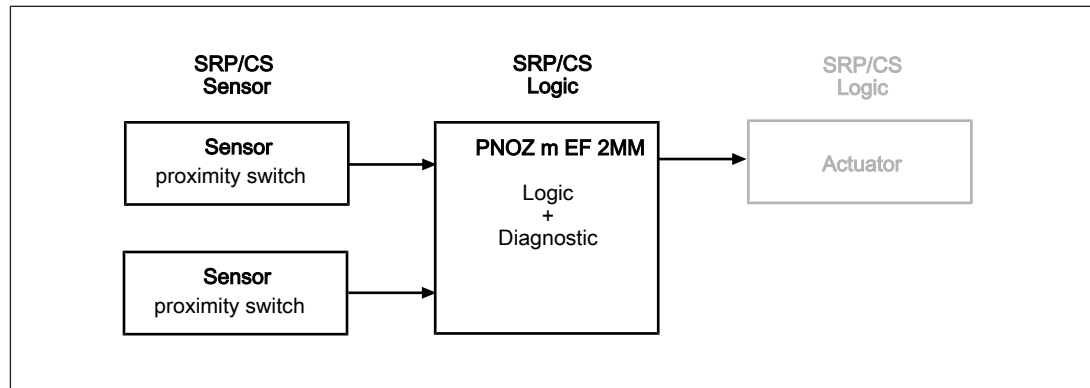 SRP/CS
Sensor
SRP/CS
Logic
SRP/CS
Logic
Sensor
proximity switch
PNOZ m EF 2MM
Logic
+
Diagnostic
Actuator
Sensor
proximity switch